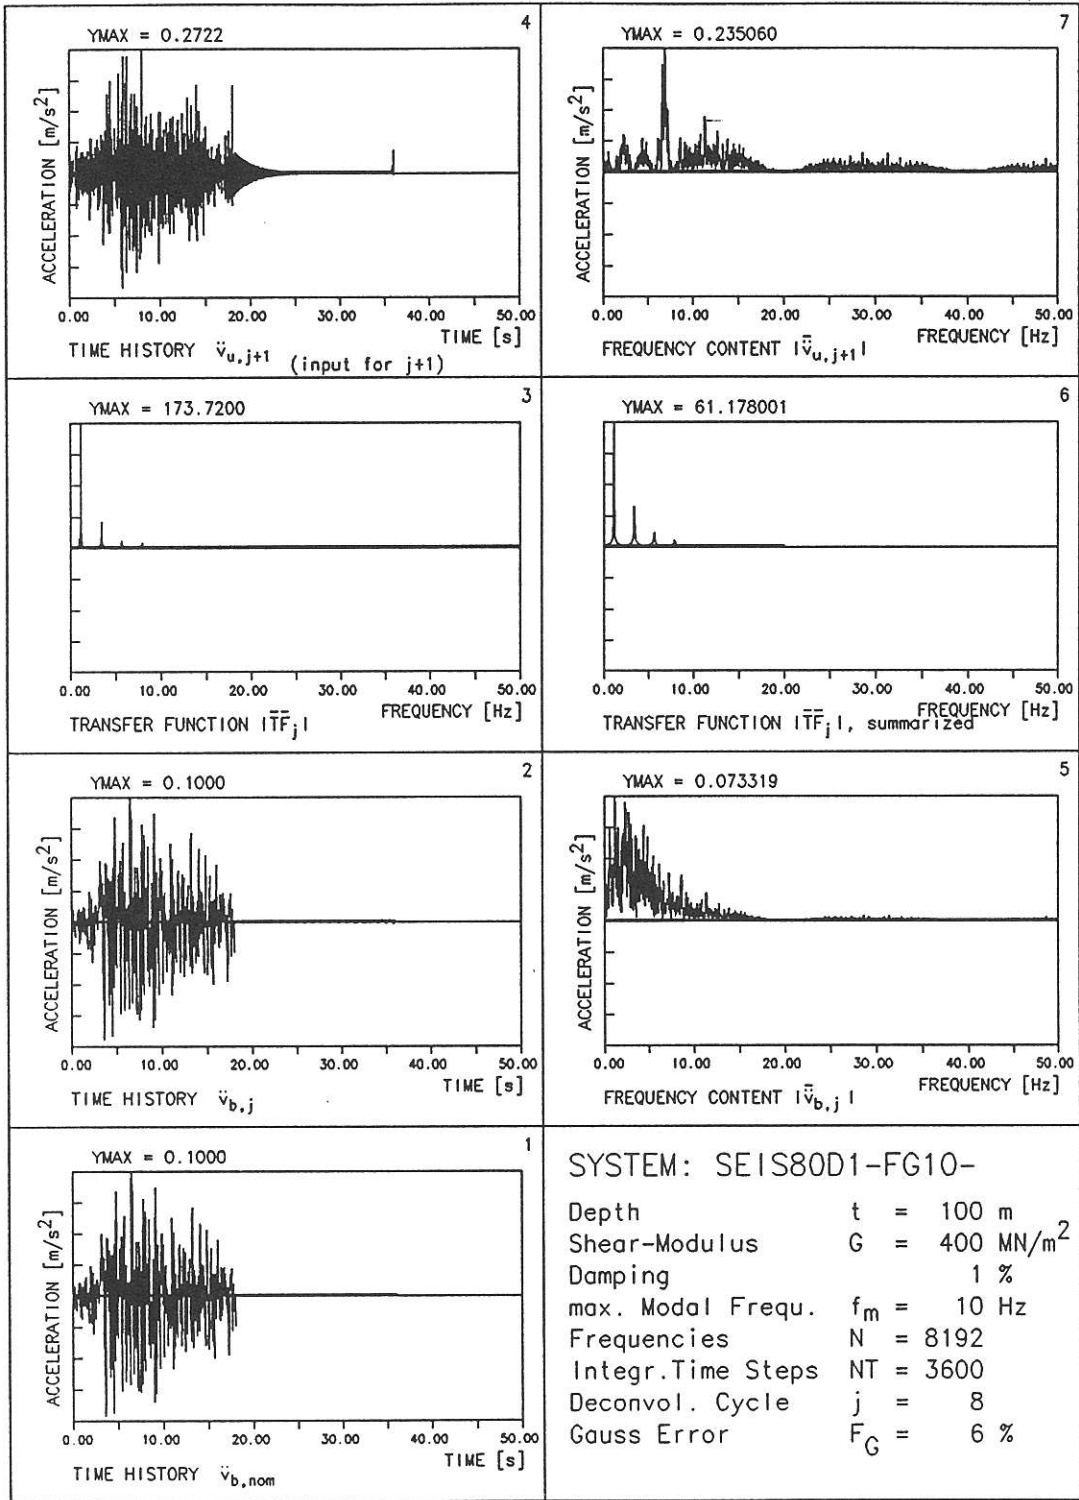 4
YMAX = 0.2722
ACCELERATION [m/s²]
0.00 10.00 20.00 30.00 40.00 50.00
TIME [s]
TIME HISTORY v̈u,j+1 (input for j+1)
7
YMAX = 0.235060
ACCELERATION [m/s²]
0.00 10.00 20.00 30.00 40.00 50.00
FREQUENCY [Hz]
FREQUENCY CONTENT |v̈̄u,j+1|
3
YMAX = 173.7200
0.00 10.00 20.00 30.00 40.00 50.00
FREQUENCY [Hz]
TRANSFER FUNCTION |T̄F̄j|
6
YMAX = 61.178001
0.00 10.00 20.00 30.00 40.00 50.00
FREQUENCY [Hz]
TRANSFER FUNCTION |T̄F̄j|, summarized
2
YMAX = 0.1000
ACCELERATION [m/s²]
0.00 10.00 20.00 30.00 40.00 50.00
TIME [s]
TIME HISTORY v̈b,j
5
YMAX = 0.073319
ACCELERATION [m/s²]
0.00 10.00 20.00 30.00 40.00 50.00
FREQUENCY [Hz]
FREQUENCY CONTENT |v̈̄b,j|
1
YMAX = 0.1000
ACCELERATION [m/s²]
0.00 10.00 20.00 30.00 40.00 50.00
TIME [s]
TIME HISTORY v̈b,nom
SYSTEM: SEIS80D1-FG10-
Depth t = 100 m
Shear-Modulus G = 400 MN/m²
Damping 1 %
max. Modal Frequ. fm = 10 Hz
Frequencies N = 8192
Integr.Time Steps NT = 3600
Deconvol. Cycle j = 8
Gauss Error FG = 6 %